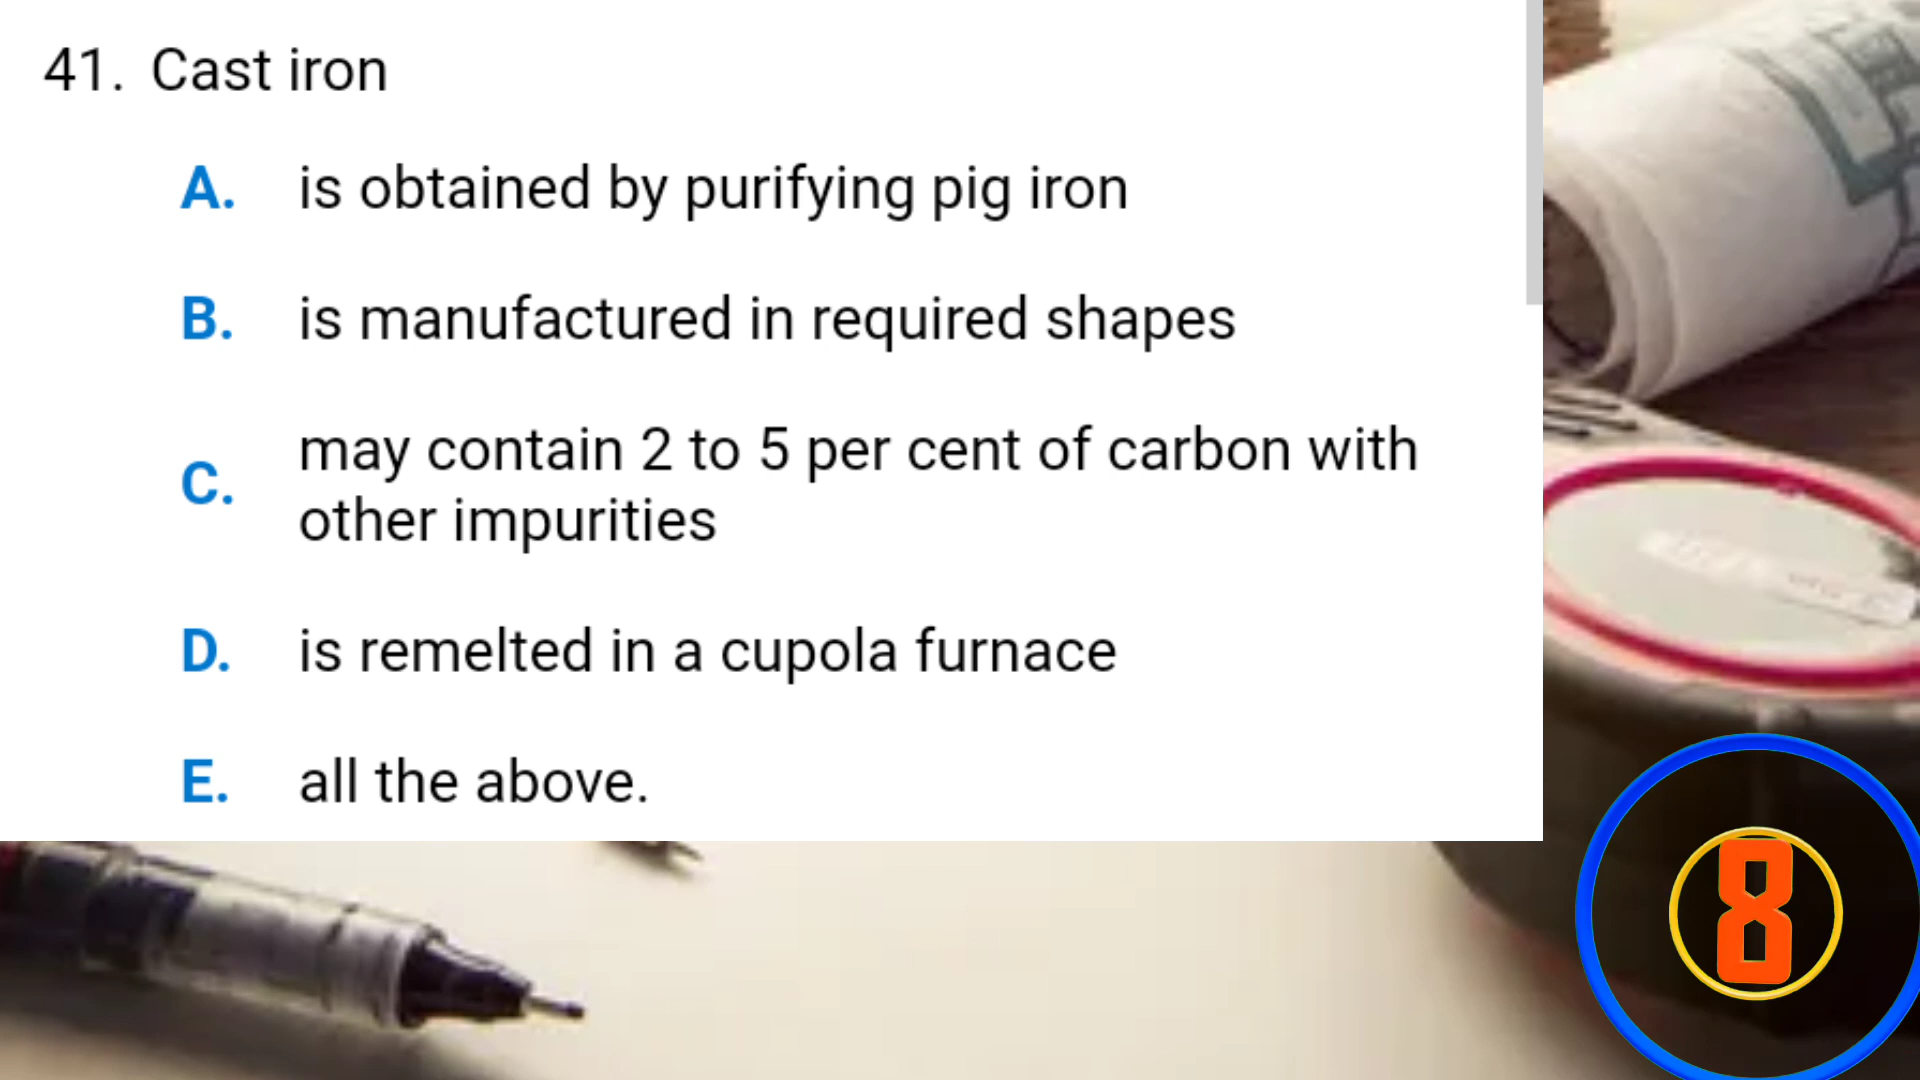 41. Cast iron
A. is obtained by purifying pig iron
B. is manufactured in required shapes
C. may contain 2 to 5 per cent of carbon with
other impurities
D. is remelted in a cupola furnace
E. all the above.
8